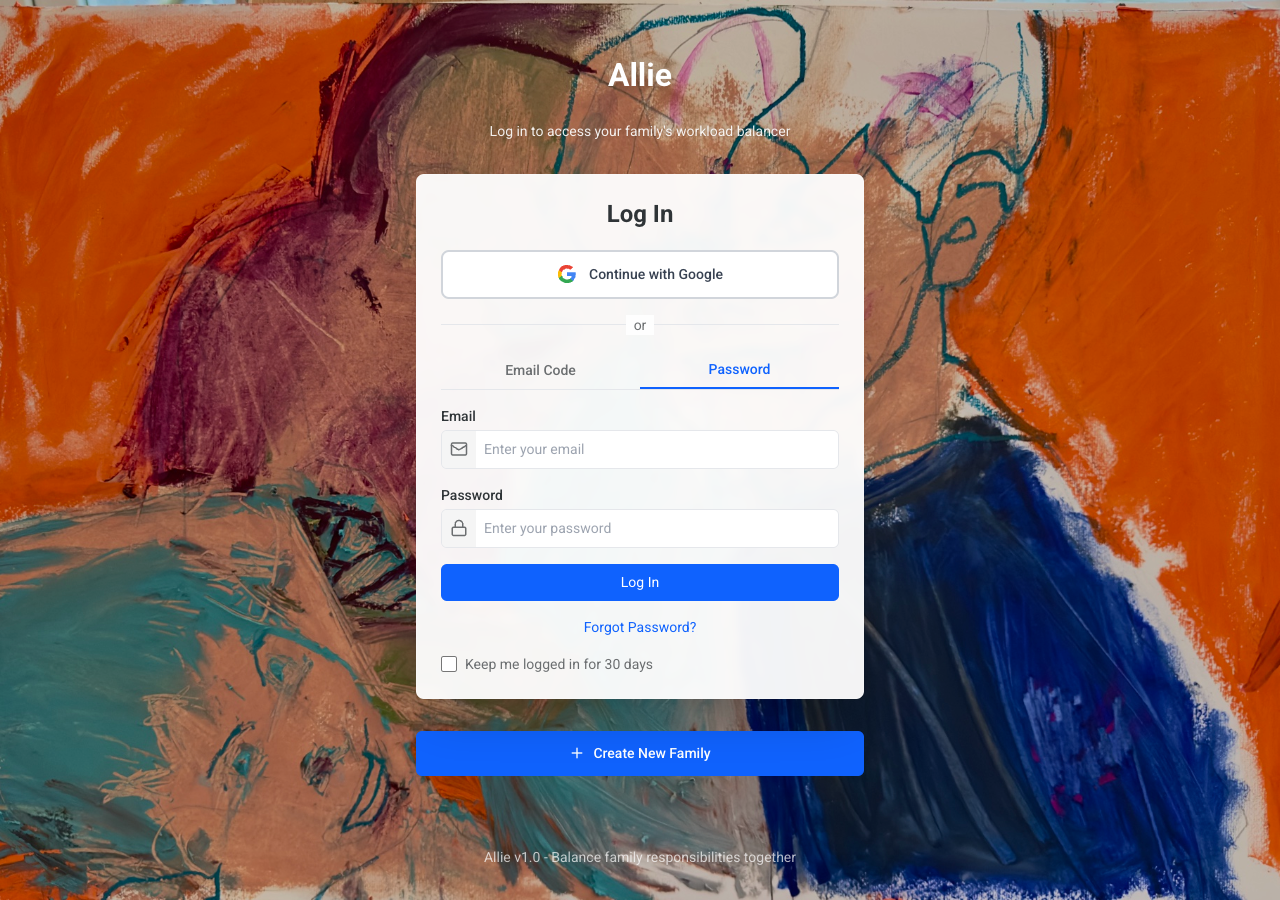 Allie
Log in to access your family's workload balancer
Log In
Continue with Google
or
Email Code
Password
Email
Enter your email
Password
Enter your password
Log In
Forgot Password?
Keep me logged in for 30 days
Create New Family
Allie v1.0 - Balance family responsibilities together